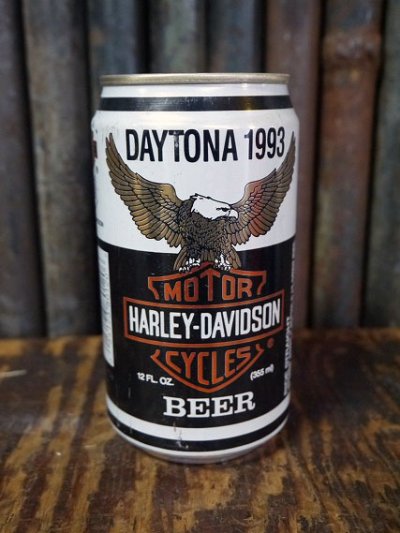 DAYTONA 1993
MOTOR
HARLEY-DAVIDSON
®
CYCLES
12 FL. OZ.
(355 ml)
BEER